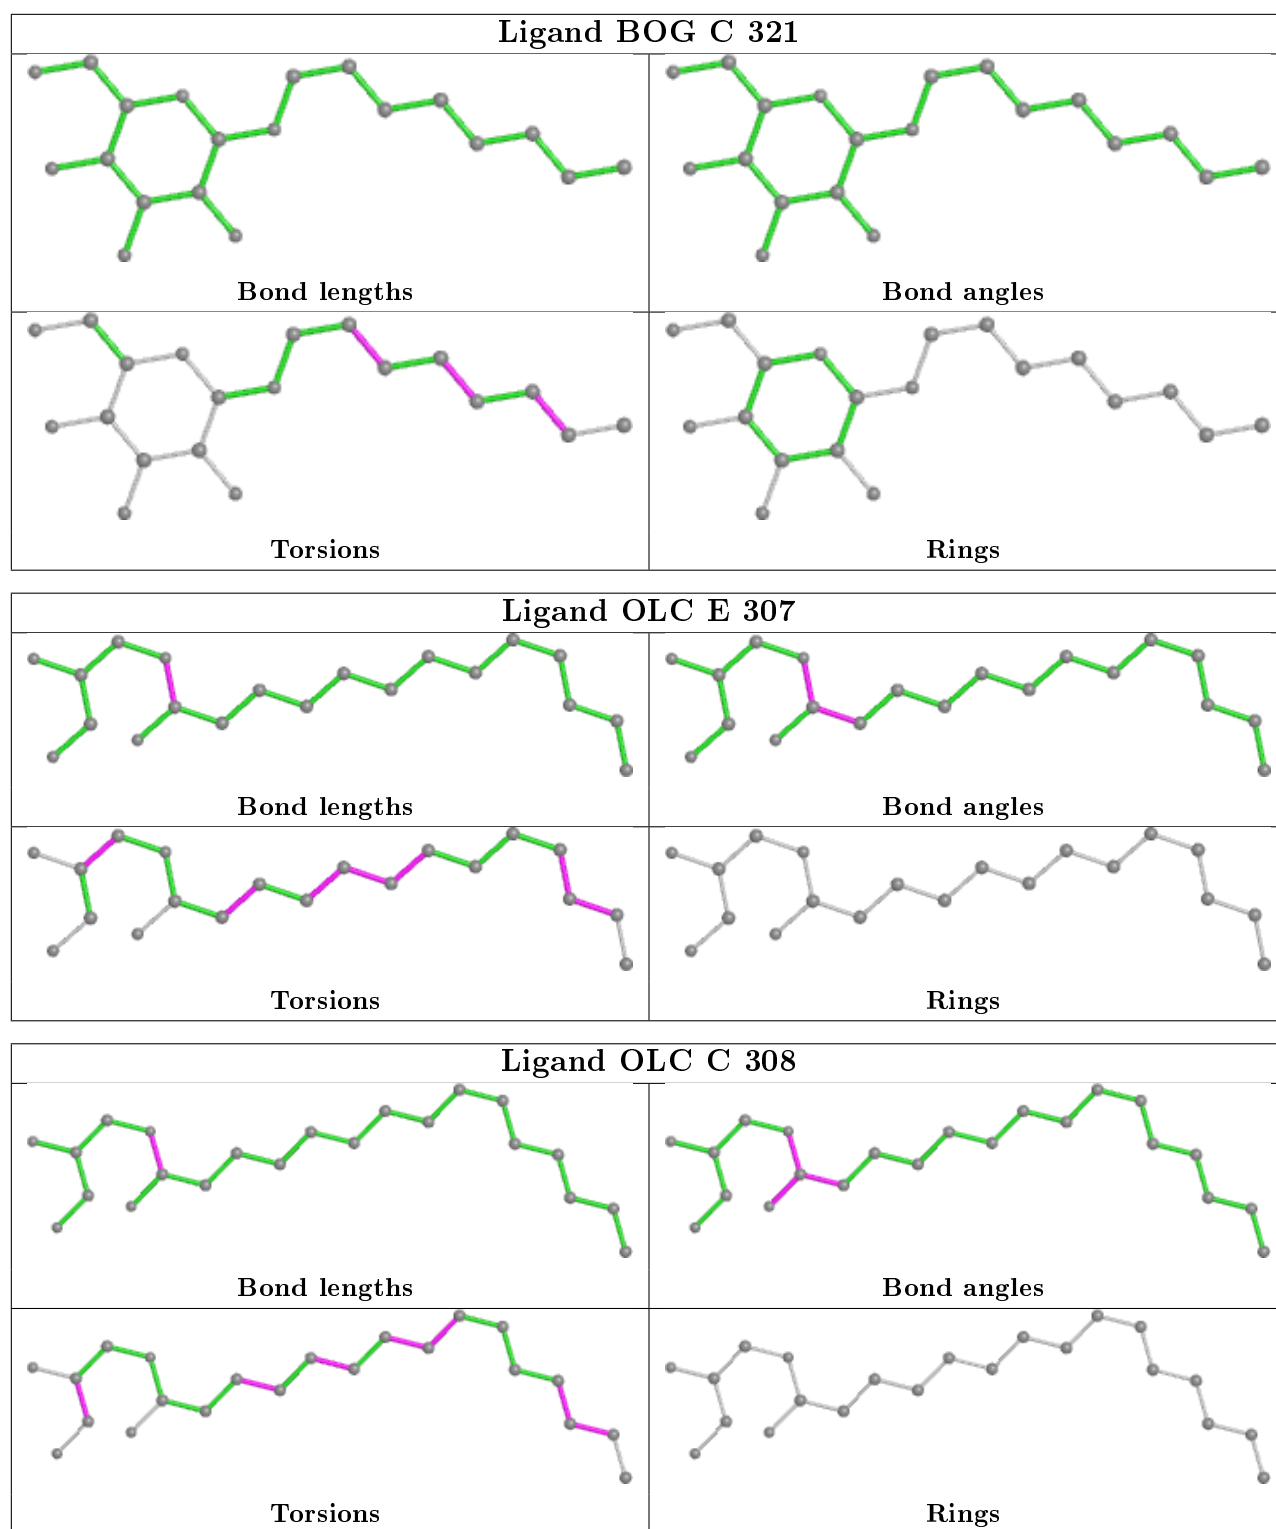 Ligand BOG C 321
Bond lengths
Bond angles
Torsions
Rings
Ligand OLC E 307
Bond lengths
Bond angles
Torsions
Rings
Ligand OLC C 308
Bond lengths
Bond angles
Torsions
Rings